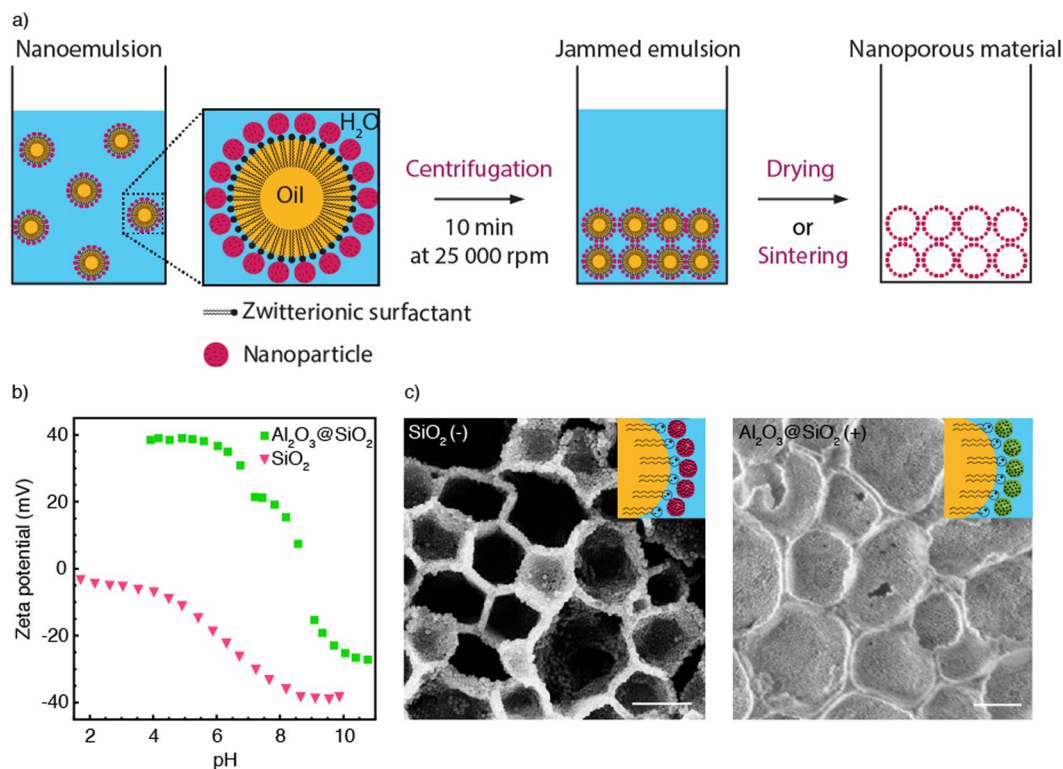 a)
Nanoemulsion
Jammed emulsion
Nanoporous material
H₂O
Oil
Centrifugation
10 min
at 25 000 rpm
Drying
or
Sintering
Zwitterionic surfactant
Nanoparticle
b)
40
20
0
-20
-40
Zeta potential (mV)
Al₂O₃@SiO₂
SiO₂
2 4 6 8 10
pH
c)
SiO₂ (-)
Al₂O₃@SiO₂ (+)